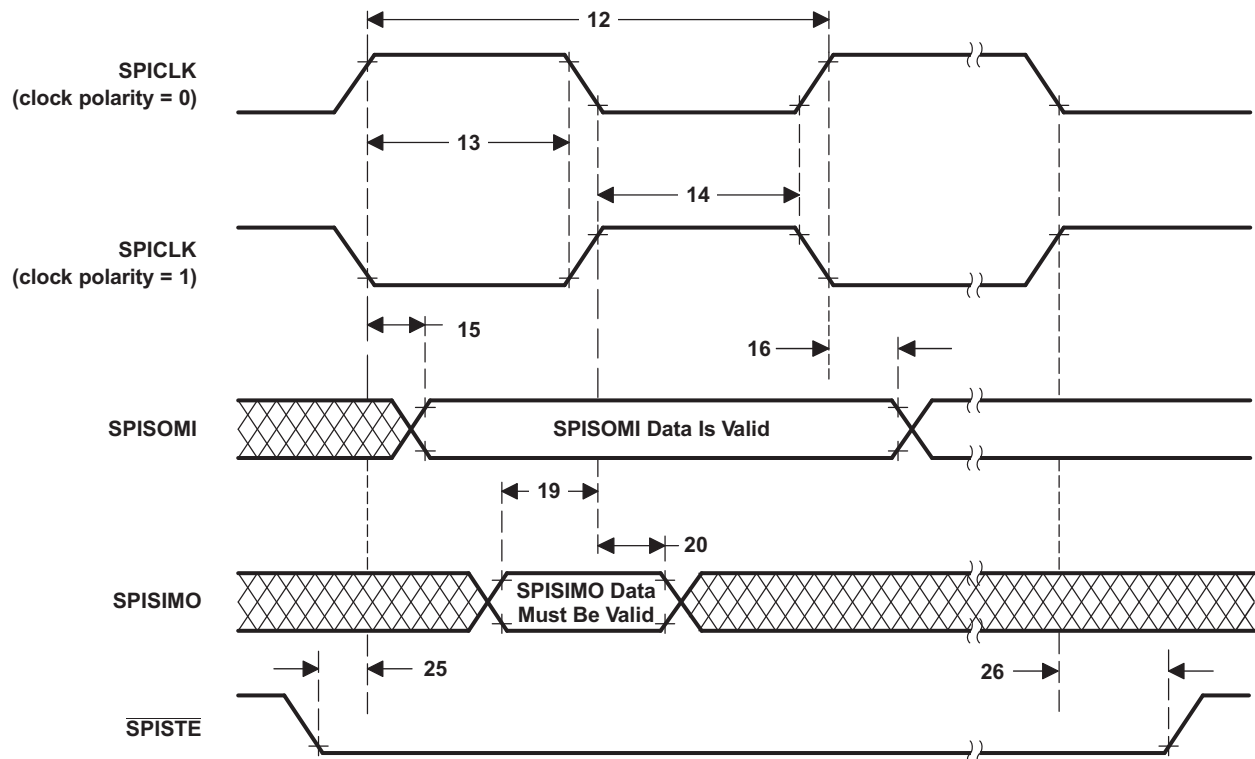 12
SPICLK
(clock polarity = 0)
13
14
SPICLK
(clock polarity = 1)
15
16
SPISOMI
SPISOMI Data Is Valid
19
20
SPISIMO
SPISIMO Data
Must Be Valid
25
26
SPISTE